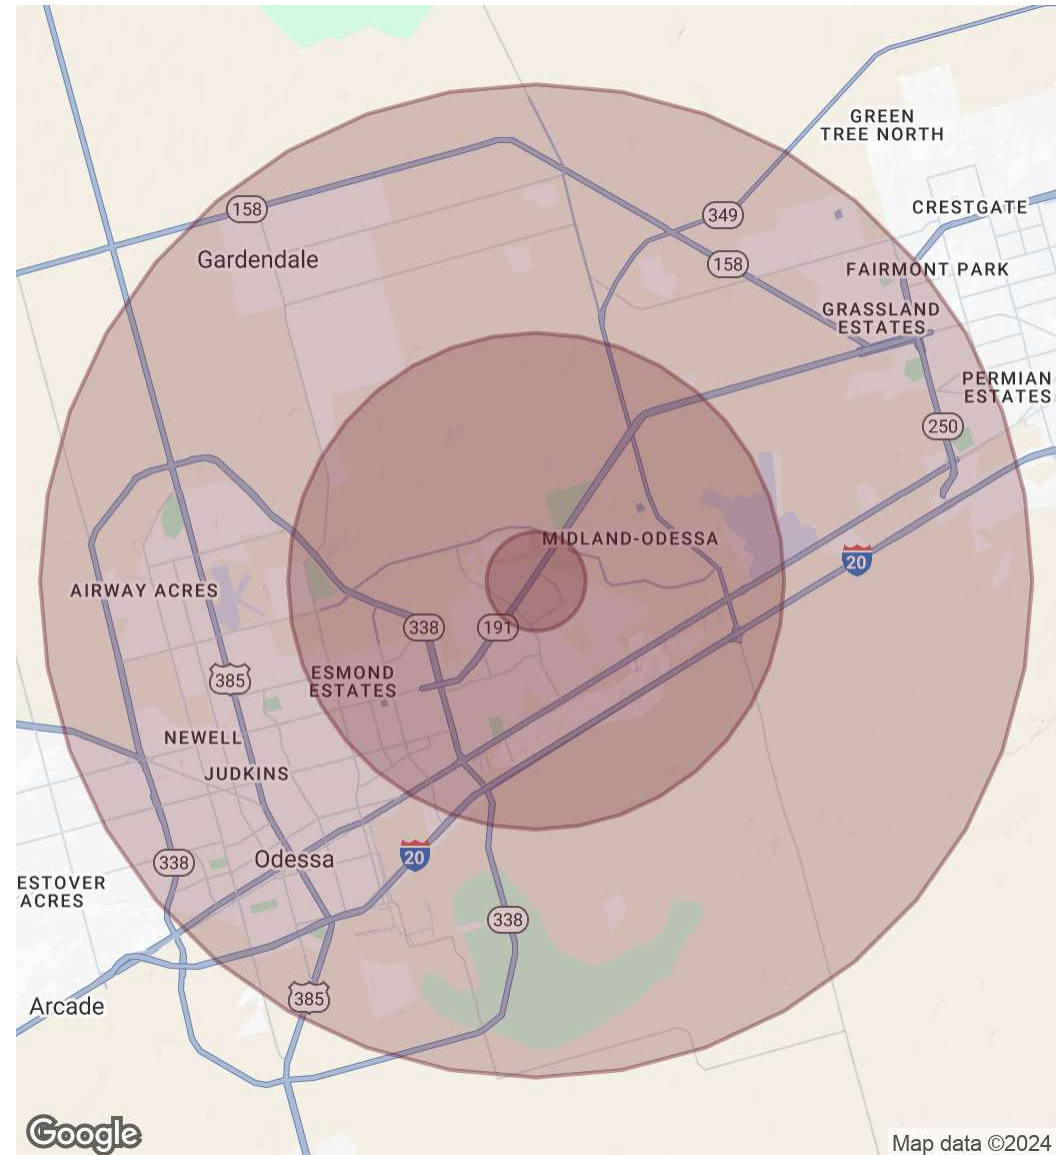 GREEN
TREE NORTH
CRESTGATE
158
349
Gardendale
158
FAIRMONT PARK
GRASSLAND
ESTATES
PERMIAN
ESTATES
250
MIDLAND-ODESSA
20
AIRWAY ACRES
338
191
385
ESMOND
ESTATES
NEWELL
JUDKINS
338
Odessa
20
ESTOVER
ACRES
338
385
Arcade
Google
Map data ©2024